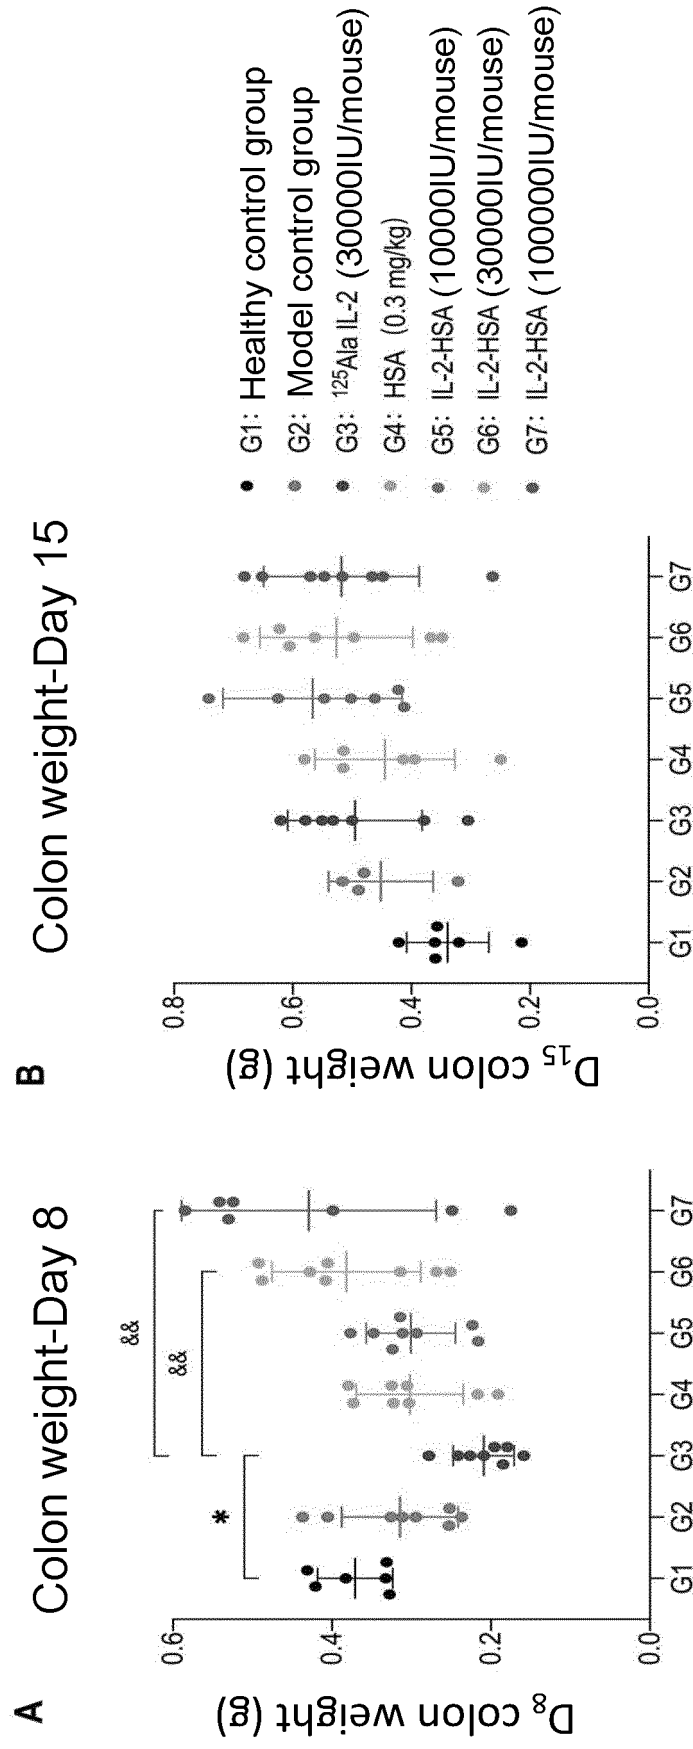 A
Colon weight-Day 8
D8 colon weight (g)
0.6
0.4
0.2
0.0
*
&&
&&
G1 G2 G3 G4 G5 G6 G7
B
Colon weight-Day 15
D15 colon weight (g)
0.8
0.6
0.4
0.2
0.0
G1 G2 G3 G4 G5 G6 G7
G1: Healthy control group
G2: Model control group
G3: 125Ala IL-2 (30000IU/mouse)
G4: HSA (0.3 mg/kg)
G5: IL-2-HSA (10000IU/mouse)
G6: IL-2-HSA (30000IU/mouse)
G7: IL-2-HSA (100000IU/mouse)